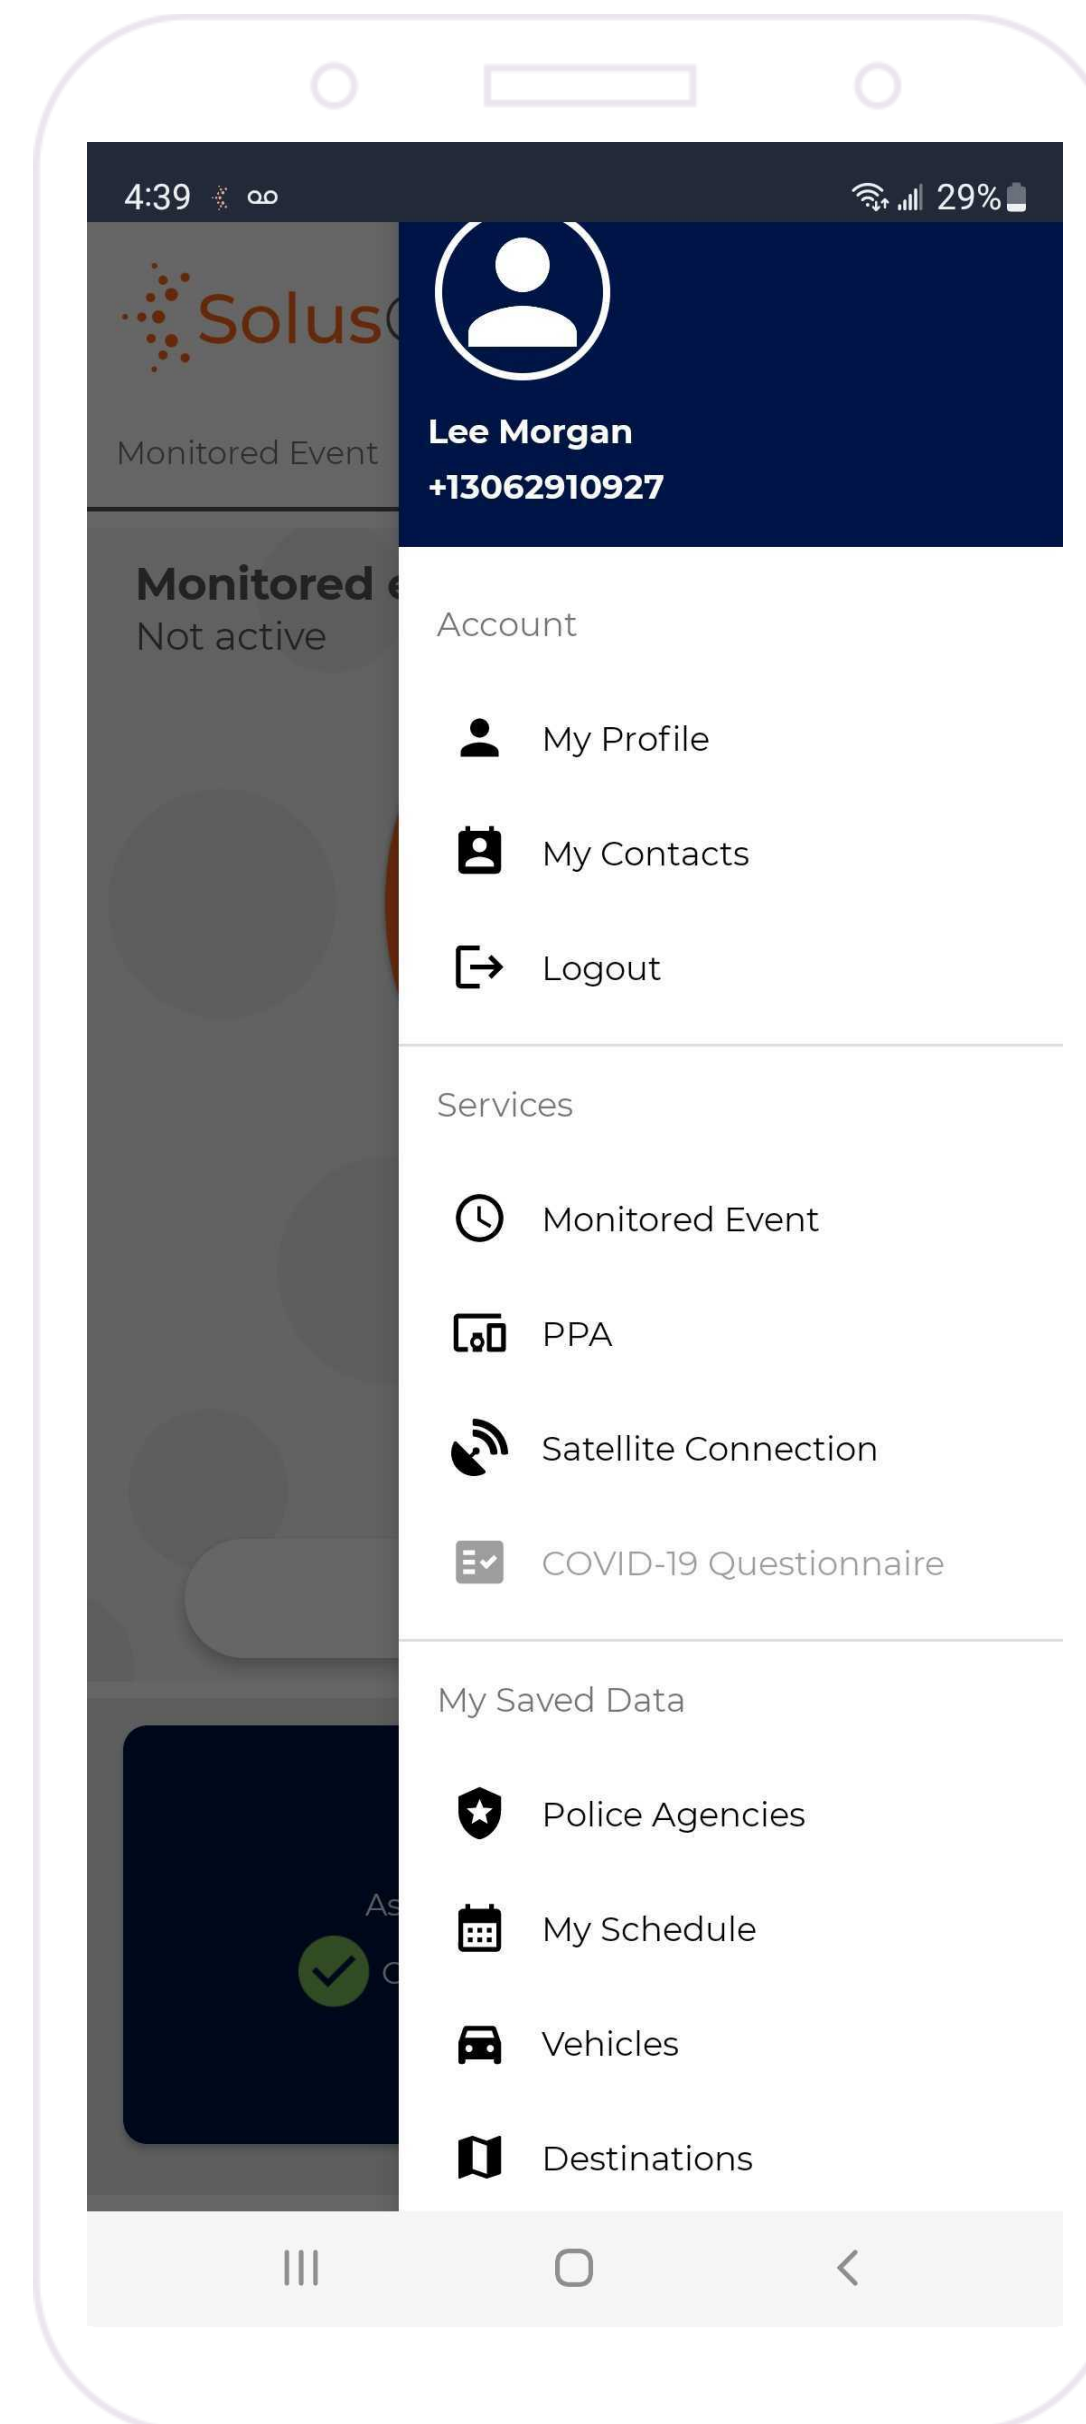 4:39 29%
Solus
Monitored Event
Monitored
Not active
As
Lee Morgan
+13062910927
Account
My Profile
My Contacts
Logout
Services
Monitored Event
PPA
Satellite Connection
COVID-19 Questionnaire
My Saved Data
Police Agencies
My Schedule
Vehicles
Destinations